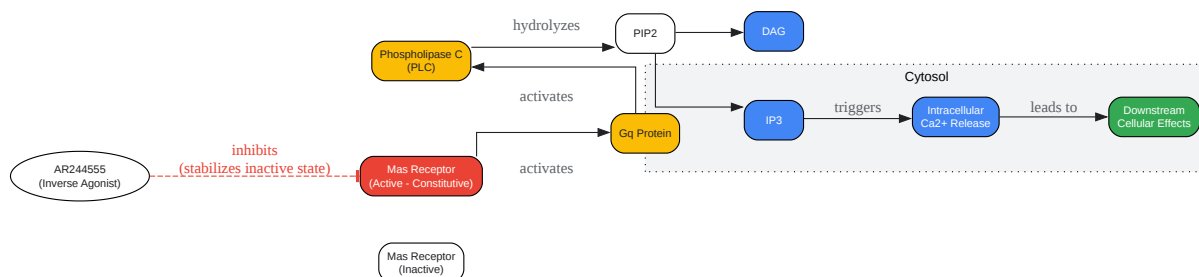 hydrolyzes
PIP2
DAG
Phospholipase C
(PLC)
Cytosol
activates
IP3
triggers
Intracellular
Ca2+ Release
leads to
Downstream
Cellular Effects
Gq Protein
inhibits
(stabilizes inactive state)
AR244555
(Inverse Agonist)
Mas Receptor
(Active - Constitutive)
activates
Mas Receptor
(Inactive)